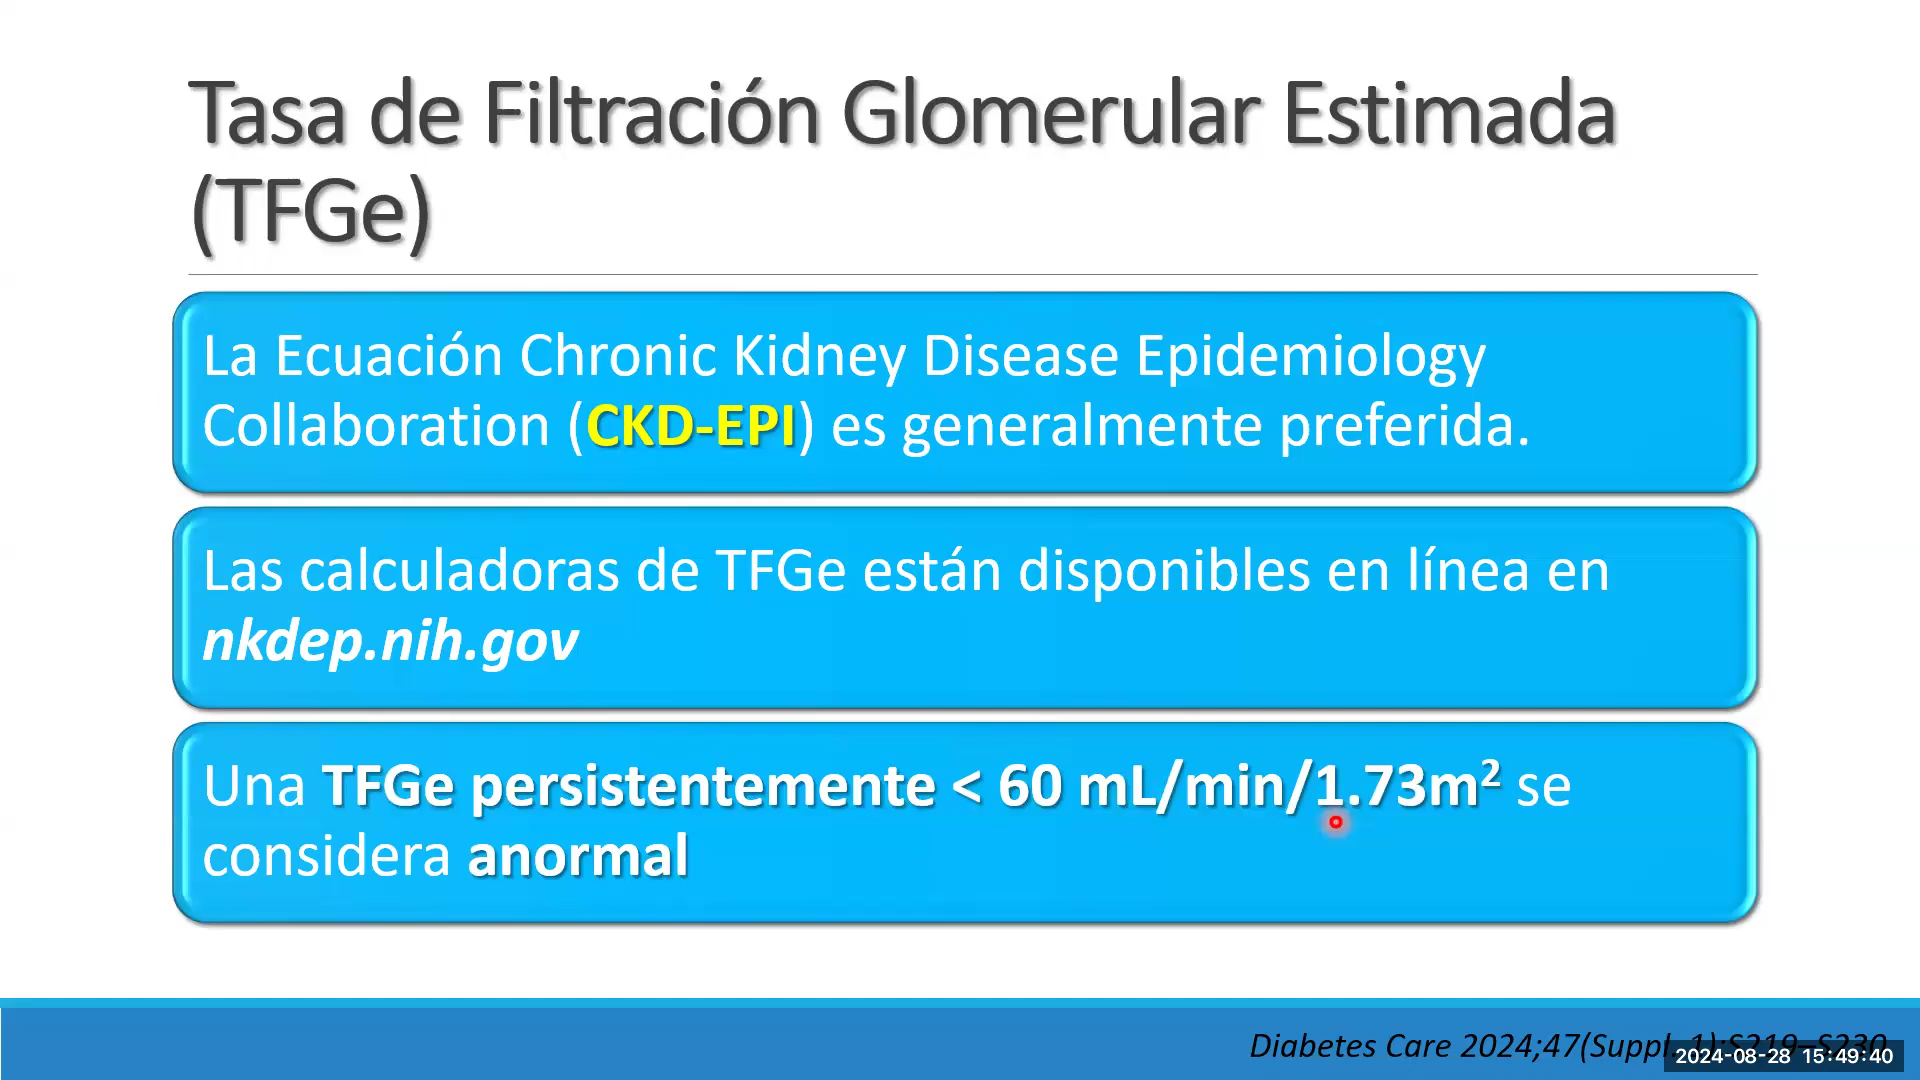 Tasa de Filtración Glomerular Estimada
(TFGe)
La Ecuación Chronic Kidney Disease Epidemiology
Collaboration (CKD-EPI) es generalmente preferida.
Las calculadoras de TFGe están disponibles en línea en
nkdep.nih.gov
Una TFGe persistentemente < 60 mL/min/1.73m² se
considera anormal
Diabetes Care 2024;47(Suppl. 1):S219–S230
2024-08-28 15:49:40